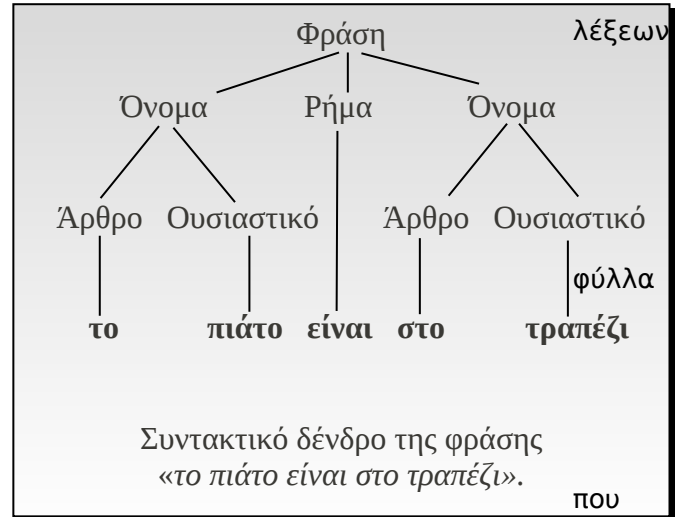 Φράση λέξεων
Όνομα Ρήμα Όνομα
Άρθρο Ουσιαστικό Άρθρο Ουσιαστικό
φύλλα
το πιάτο είναι στο τραπέζι
Συντακτικό δένδρο της φράσης
«το πιάτο είναι στο τραπέζι».
που